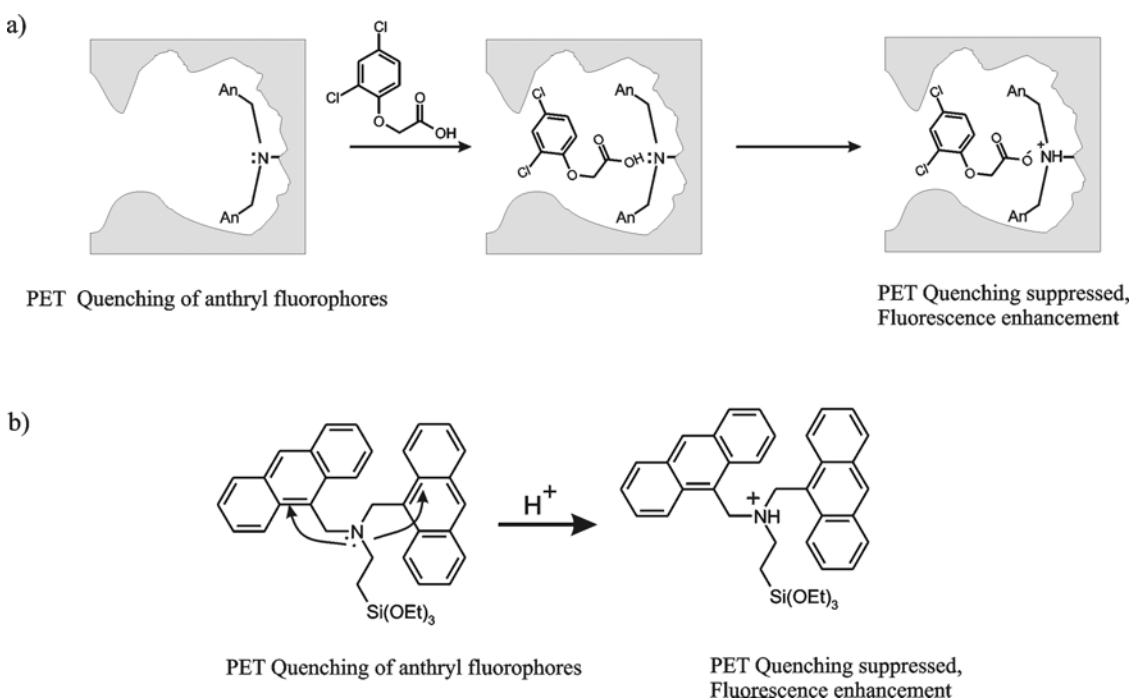 a)
Cl
Cl
O
O
OH
An
:N
An
An
Cl
Cl
O
O
OH
:N
An
An
Cl
Cl
O
O
O-
+
NH
An
PET Quenching of anthryl fluorophores
PET Quenching suppressed,
Fluorescence enhancement
b)
N
:
Si(OEt)3
H+
+
NH
Si(OEt)3
PET Quenching of anthryl fluorophores
PET Quenching suppressed,
Fluorescence enhancement